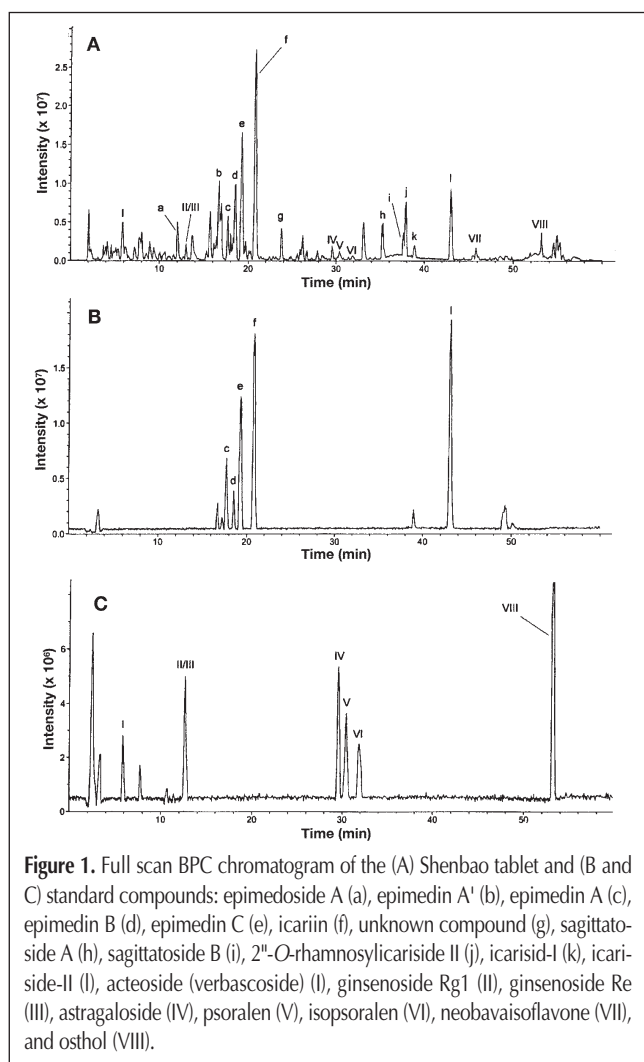 A
Intensity (x 10⁷)
2.5
2.0
1.5
1.0
0.5
0.0
I
a
II/III
b
c
d
e
f
g
IV
V
VI
h
i
j
k
l
VII
VIII
10 20 30 40 50
Time (min)
B
Intensity (x 10⁷)
1.5
1.0
0.5
0.0
c
d
e
f
l
10 20 30 40 50
Time (min)
C
Intensity (x 10⁶)
6
4
2
0
I
II/III
IV
V
VI
VIII
10 20 30 40 50
Time (min)
Figure 1. Full scan BPC chromatogram of the (A) Shenbao tablet and (B and
C) standard compounds: epimedoside A (a), epimedin A' (b), epimedin A (c),
epimedin B (d), epimedin C (e), icariin (f), unknown compound (g), sagittato-
side A (h), sagittatoside B (i), 2"-O-rhamnosylicariside II (j), icarisid-I (k), icari-
side-II (l), acteoside (verbascoside) (I), ginsenoside Rg1 (II), ginsenoside Re
(III), astragaloside (IV), psoralen (V), isopsoralen (VI), neobavaisoflavone (VII),
and osthol (VIII).